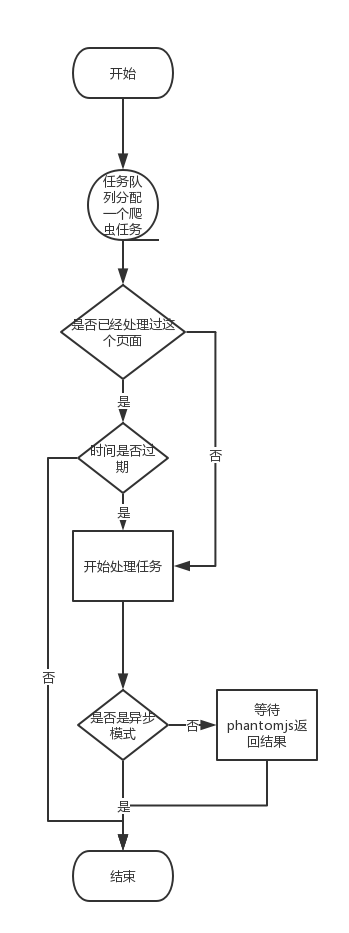 开始
任务队
列分配
一个爬
虫任务
是否已经处理过这
个页面
是
时间是否过
期
否
是
开始处理任务
否
是否是异步
模式
否
等待
phantomjs返
回结果
是
结束